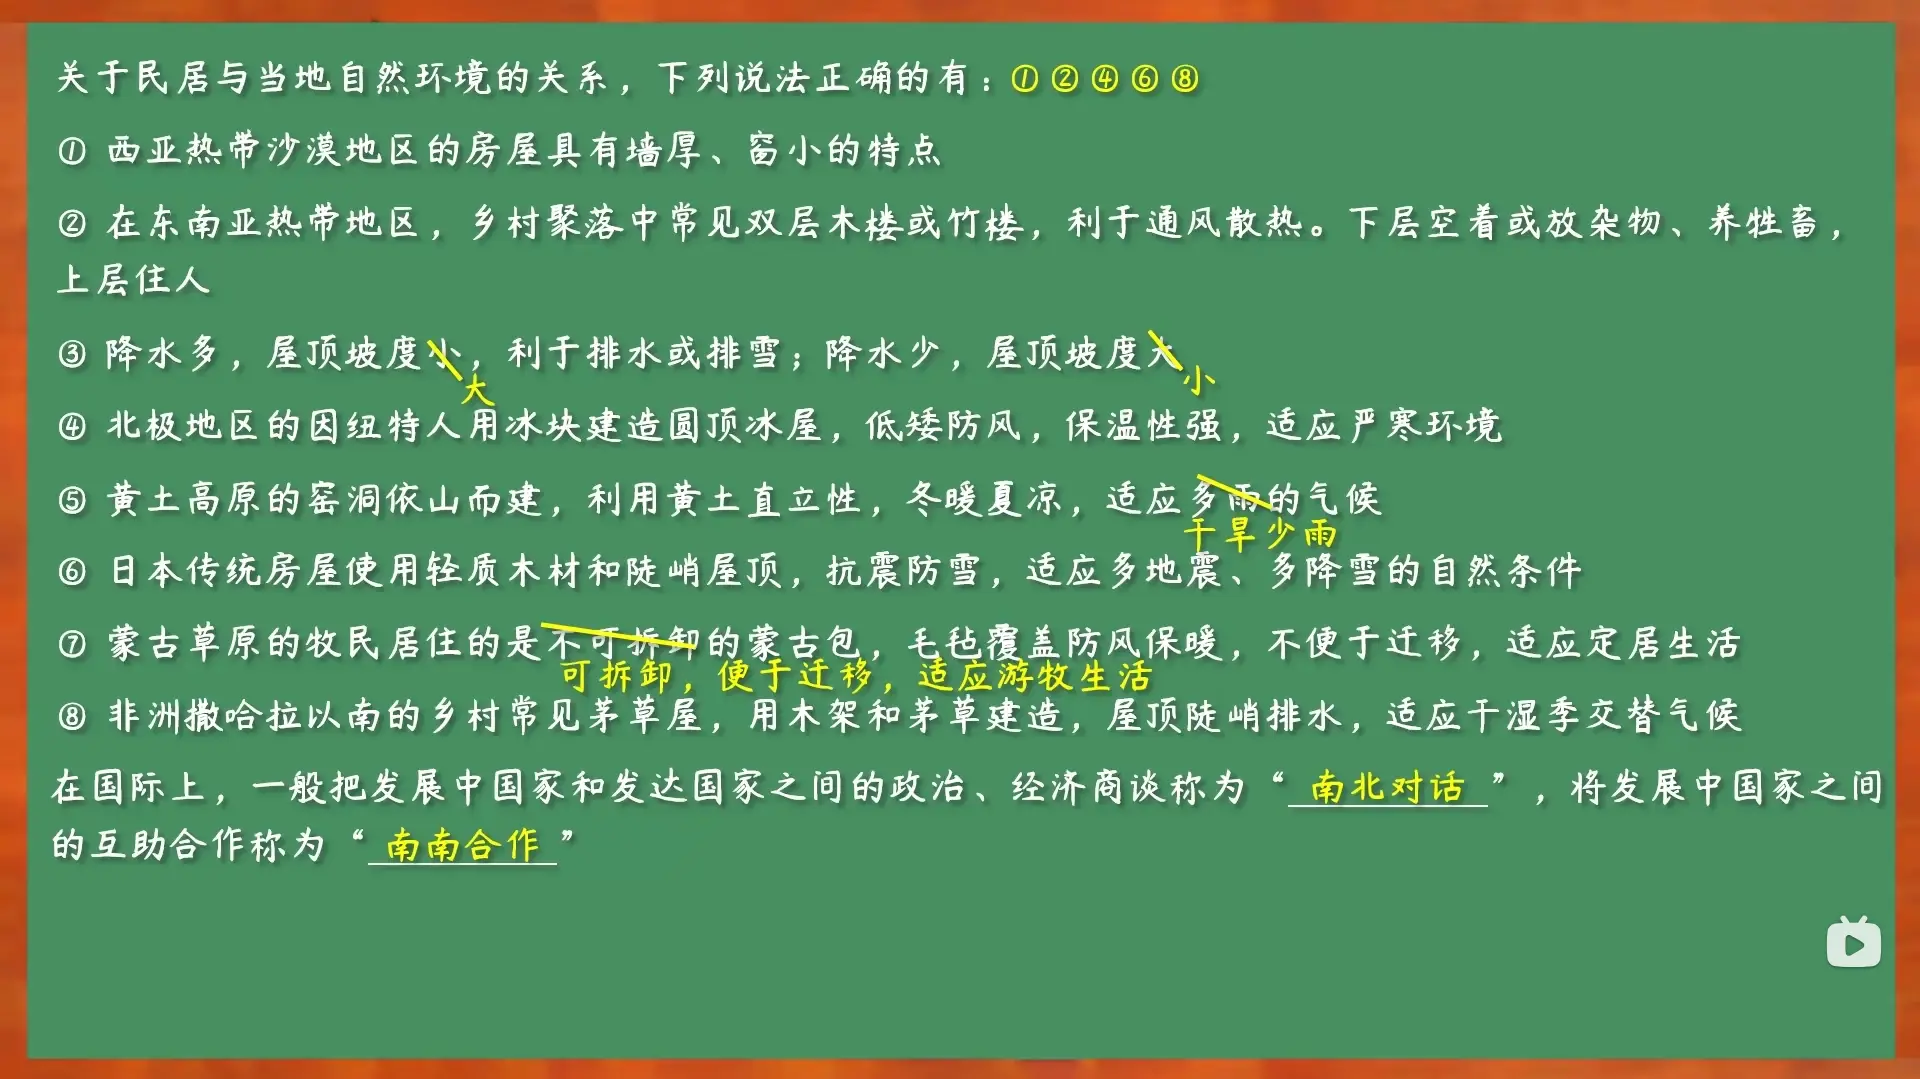 关于民居与当地自然环境的关系，下列说法正确的有：①②④⑥⑧
① 西亚热带沙漠地区的房屋具有墙厚、窗小的特点
② 在东南亚热带地区，乡村聚落中常见双层木楼或竹楼，利于通风散热。下层空着或放杂物、养牲畜，
上层住人
③ 降水多，屋顶坡度小，利于排水或排雪；降水少，屋顶坡度大
大 小
④ 北极地区的因纽特人用冰块建造圆顶冰屋，低矮防风，保温性强，适应严寒环境
⑤ 黄土高原的窑洞依山而建，利用黄土直立性，冬暖夏凉，适应多雨的气候
干旱少雨
⑥ 日本传统房屋使用轻质木材和陡峭屋顶，抗震防雪，适应多地震、多降雪的自然条件
⑦ 蒙古草原的牧民居住的是不可拆卸的蒙古包，毛毡覆盖防风保暖，不便于迁移，适应定居生活
可拆卸，便于迁移，适应游牧生活
⑧ 非洲撒哈拉以南的乡村常见茅草屋，用木架和茅草建造，屋顶陡峭排水，适应干湿季交替气候
在国际上，一般把发展中国家和发达国家之间的政治、经济商谈称为“南北对话”，将发展中国家之间
的互助合作称为“南南合作”